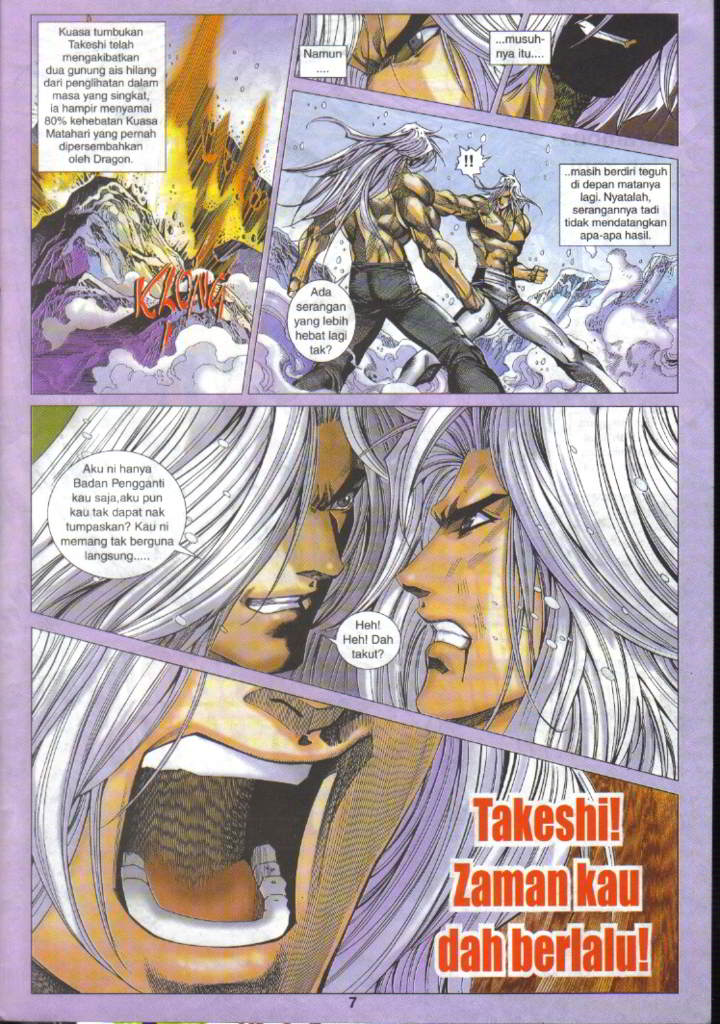 Kuasa tumbukan
Takeshi telah
mengakibatkan
dua gunung ais hilang
dari penglihatan dalam
masa yang singkat,
ia hampir menyamai
80% kehebatan Kuasa
Matahari yang pernah
dipersembahkan
oleh Dragon.
KLONG
!
Namun
....
...musuh-
nya itu....
!!
..masih berdiri teguh
di depan matanya
lagi. Nyatalah,
serangannya tadi
tidak mendatangkan
apa-apa hasil.
Ada
serangan
yang lebih
hebat lagi
tak?
Aku ni hanya
Badan Pengganti
kau saja,aku pun
kau tak dapat nak
tumpaskan? Kau ni
memang tak berguna
langsung.....
Heh!
Heh! Dah
takut?
Takeshi!
Zaman kau
dah berlalu!
7